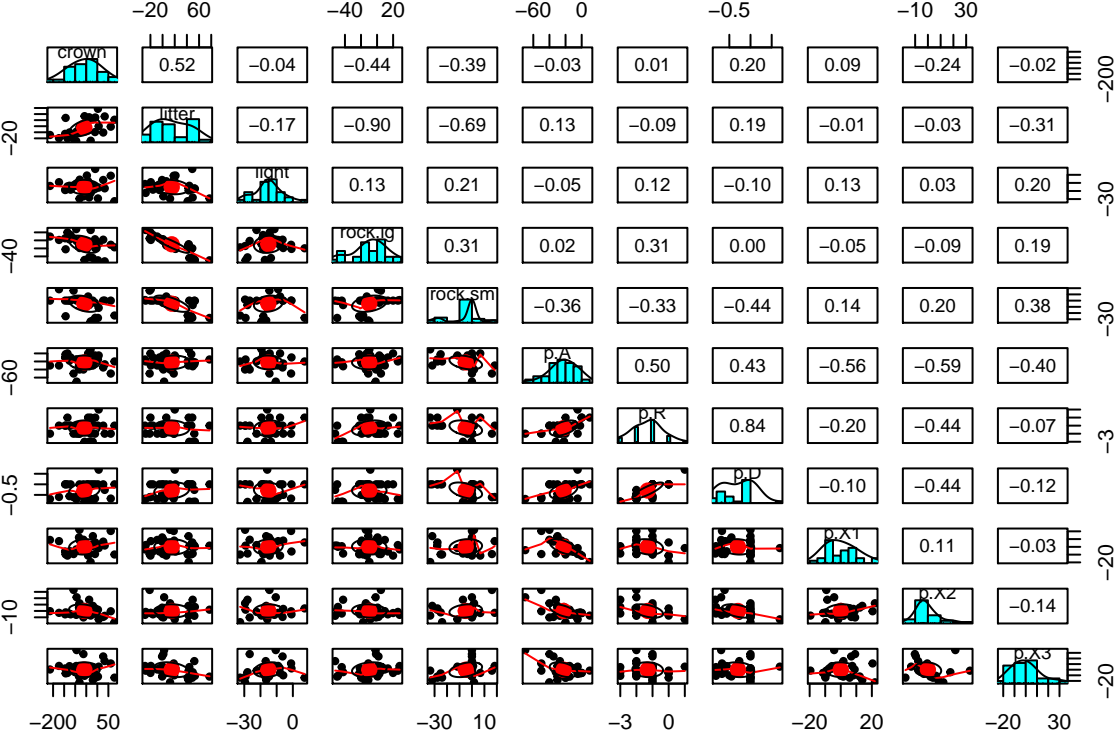 −20 20 60 −40 0 20 −60 0 −0.5 −10 30
crown 0.52 −0.04 −0.44 −0.39 −0.03 0.01 0.20 0.09 −0.24 −0.02 −200
−20 litter −0.17 −0.90 −0.69 0.13 −0.09 0.19 −0.01 −0.03 −0.31
light 0.13 0.21 −0.05 0.12 −0.10 0.13 0.03 0.20 −30
−40 rock.lg 0.31 0.02 0.31 0.00 −0.05 −0.09 0.19
rock.sm −0.36 −0.33 −0.44 0.14 0.20 0.38 −30
−60 p.A 0.50 0.43 −0.56 −0.59 −0.40
p.R 0.84 −0.20 −0.44 −0.07 −3
−0.5 p.D −0.10 −0.44 −0.12
p.X1 0.11 −0.03 −20
−10 p.X2 −0.14
p.X3 −20
−200 50 −30 0 −30 10 −3 0 −20 20 −20 30